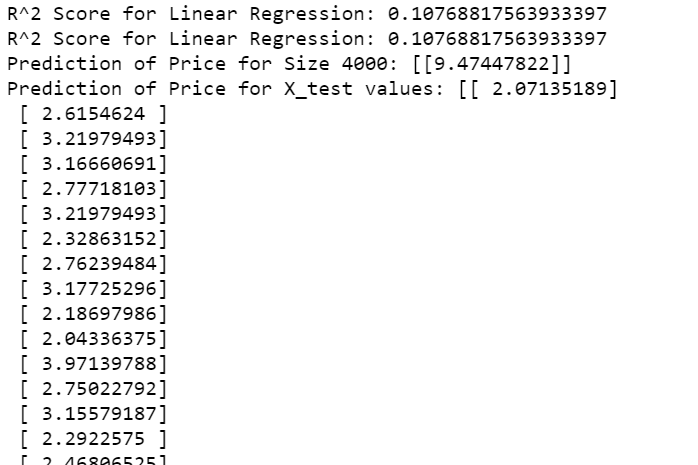 R^2 Score for Linear Regression: 0.10768817563933397
R^2 Score for Linear Regression: 0.10768817563933397
Prediction of Price for Size 4000: [[9.47447822]]
Prediction of Price for X_test values: [[ 2.07135189]
[ 2.6154624 ]
[ 3.21979493]
[ 3.16660691]
[ 2.77718103]
[ 3.21979493]
[ 2.32863152]
[ 2.76239484]
[ 3.17725296]
[ 2.18697986]
[ 2.04336375]
[ 3.97139788]
[ 2.75022792]
[ 3.15579187]
[ 2.2922575 ]
[ 2.46806525]